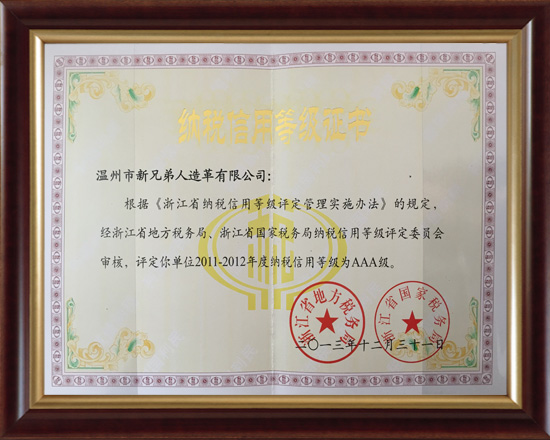 纳税信用等级证书
温州市新兄弟人造革有限公司:
根据《浙江省纳税信用等级评定管理实施办法》的规定,
经浙江省地方税务局、浙江省国家税务局纳税信用等级评定委员会
审核,评定你单位2011-2012年度纳税信用等级为AAA级。
浙江省地方税务局
浙江省国家税务局
二〇一三年十二月三十一日